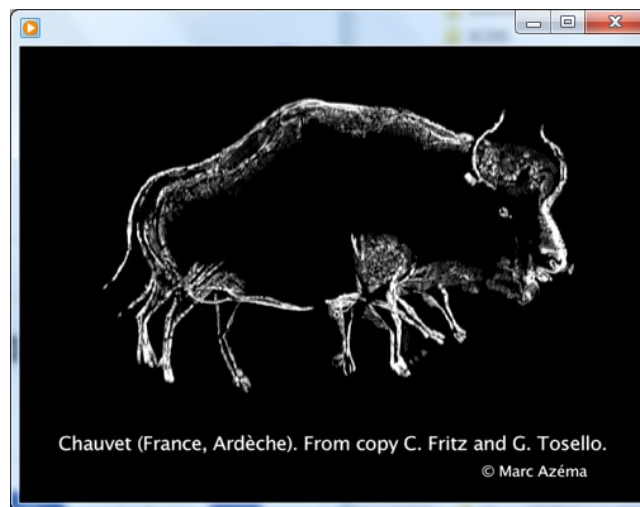 Chauvet (France, Ardèche). From copy C. Fritz and G. Tosello.
© Marc Azéma